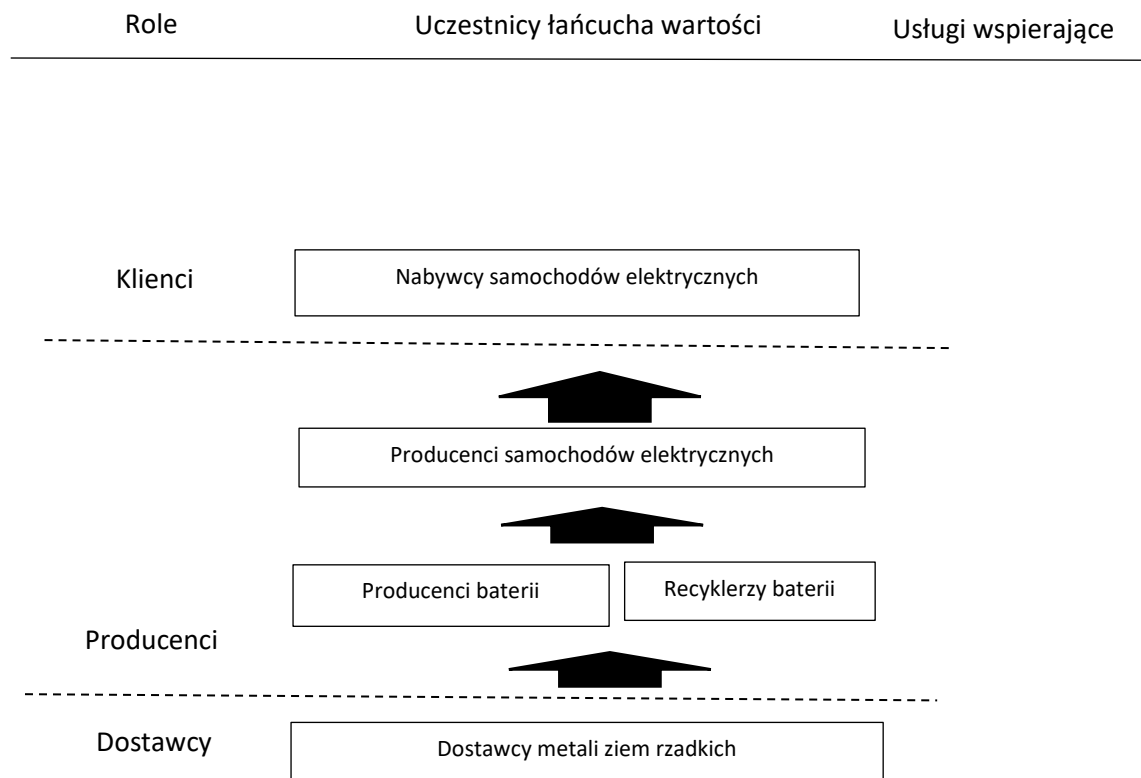 Role
Uczestnicy łańcucha wartości
Usługi wspierające
Klienci
Nabywcy samochodów elektrycznych
Producenci samochodów elektrycznych
Producenci baterii
Recyklerzy baterii
Producenci
Dostawcy
Dostawcy metali ziem rzadkich